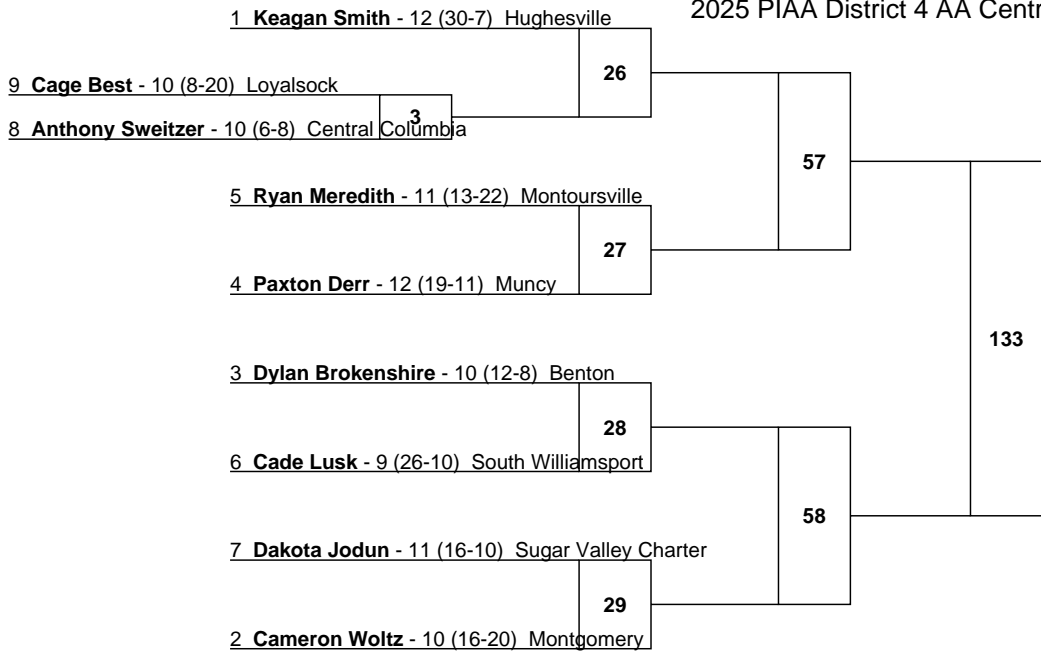 2025 PIAA District 4 AA Centr
1 Keagan Smith - 12 (30-7) Hughesville
26
9 Cage Best - 10 (8-20) Loyalsock
3
8 Anthony Sweitzer - 10 (6-8) Central Columbia
57
5 Ryan Meredith - 11 (13-22) Montoursville
27
4 Paxton Derr - 12 (19-11) Muncy
133
3 Dylan Brokenshire - 10 (12-8) Benton
28
6 Cade Lusk - 9 (26-10) South Williamsport
58
7 Dakota Jodun - 11 (16-10) Sugar Valley Charter
29
2 Cameron Woltz - 10 (16-20) Montgomery